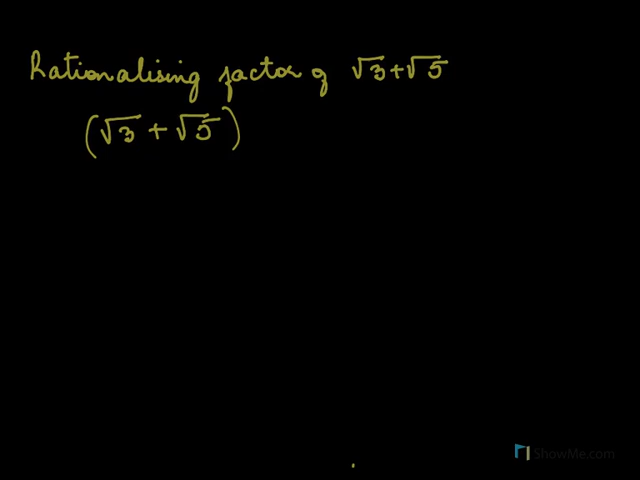 Rationalising factor of √3+√5
(√3 + √5)
ShowMe.com